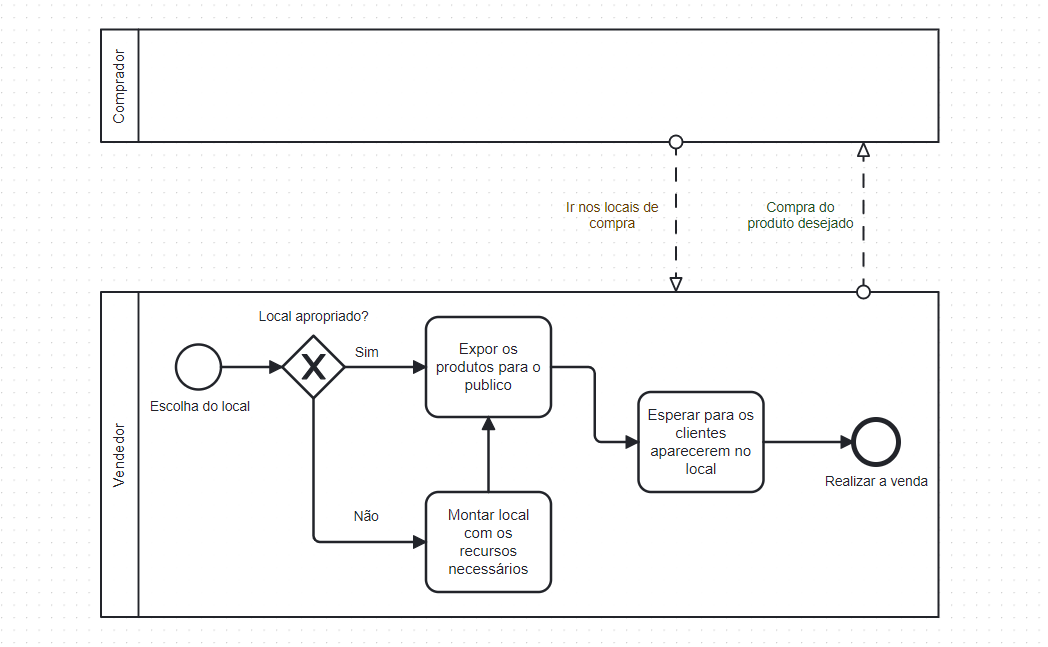 Comprador
Ir nos locais de
compra
Compra do
produto desejado
Vendedor
Local apropriado?
Escolha do local
Sim
Não
Expor os
produtos para o
publico
Montar local
com os
recursos
necessários
Esperar para os
clientes
aparecerem no
local
Realizar a venda